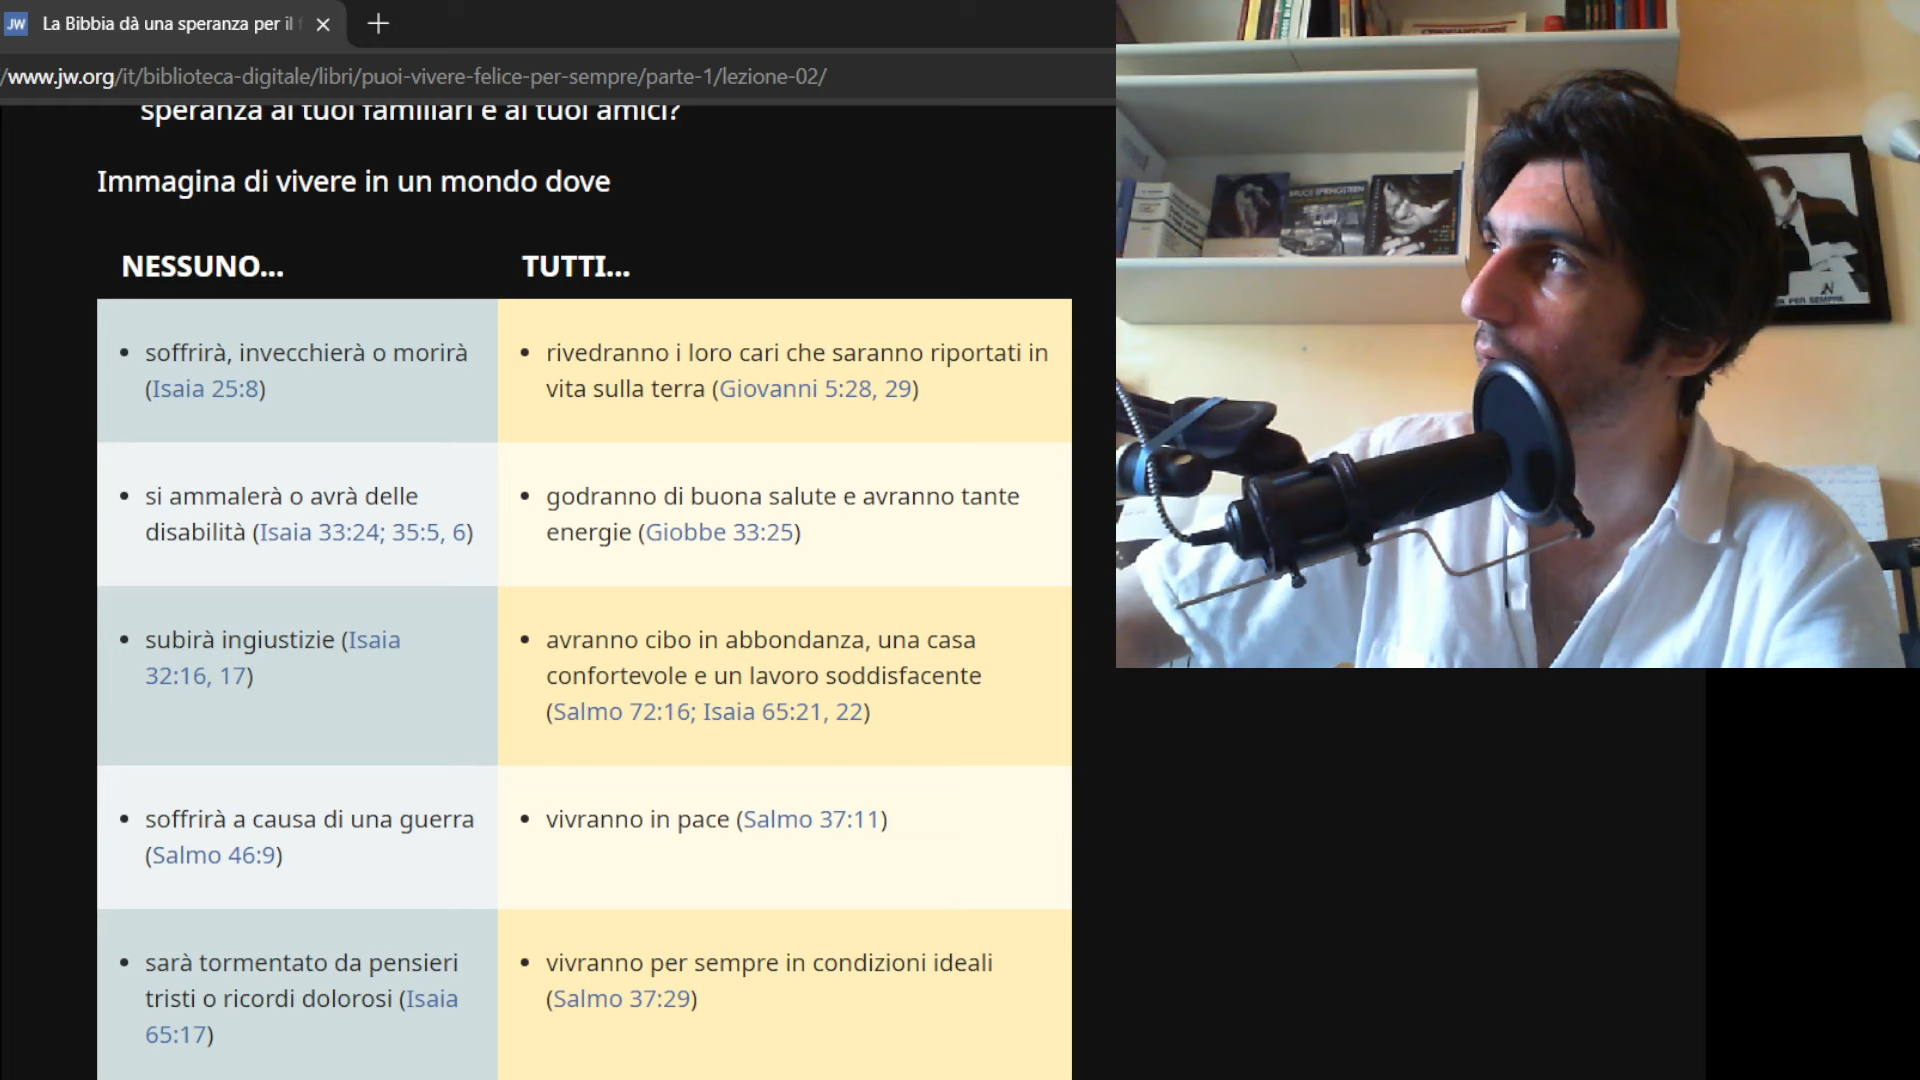 JW
La Bibbia dà una speranza per il
www.jw.org/it/biblioteca-digitale/libri/puoi-vivere-felice-per-sempre/parte-1/lezione-02/
speranza ai tuoi familiari e ai tuoi amici?
Immagina di vivere in un mondo dove
NESSUNO...
TUTTI...
• soffrirà, invecchierà o morirà
(Isaia 25:8)
• rivedranno i loro cari che saranno riportati in
vita sulla terra (Giovanni 5:28, 29)
• si ammalerà o avrà delle
disabilità (Isaia 33:24; 35:5, 6)
• godranno di buona salute e avranno tante
energie (Giobbe 33:25)
• subirà ingiustizie (Isaia
32:16, 17)
• avranno cibo in abbondanza, una casa
confortevole e un lavoro soddisfacente
(Salmo 72:16; Isaia 65:21, 22)
• soffrirà a causa di una guerra
(Salmo 46:9)
• vivranno in pace (Salmo 37:11)
• sarà tormentato da pensieri
tristi o ricordi dolorosi (Isaia
65:17)
• vivranno per sempre in condizioni ideali
(Salmo 37:29)
BRUCE SPRINGSTEEN
PER SEMPRE